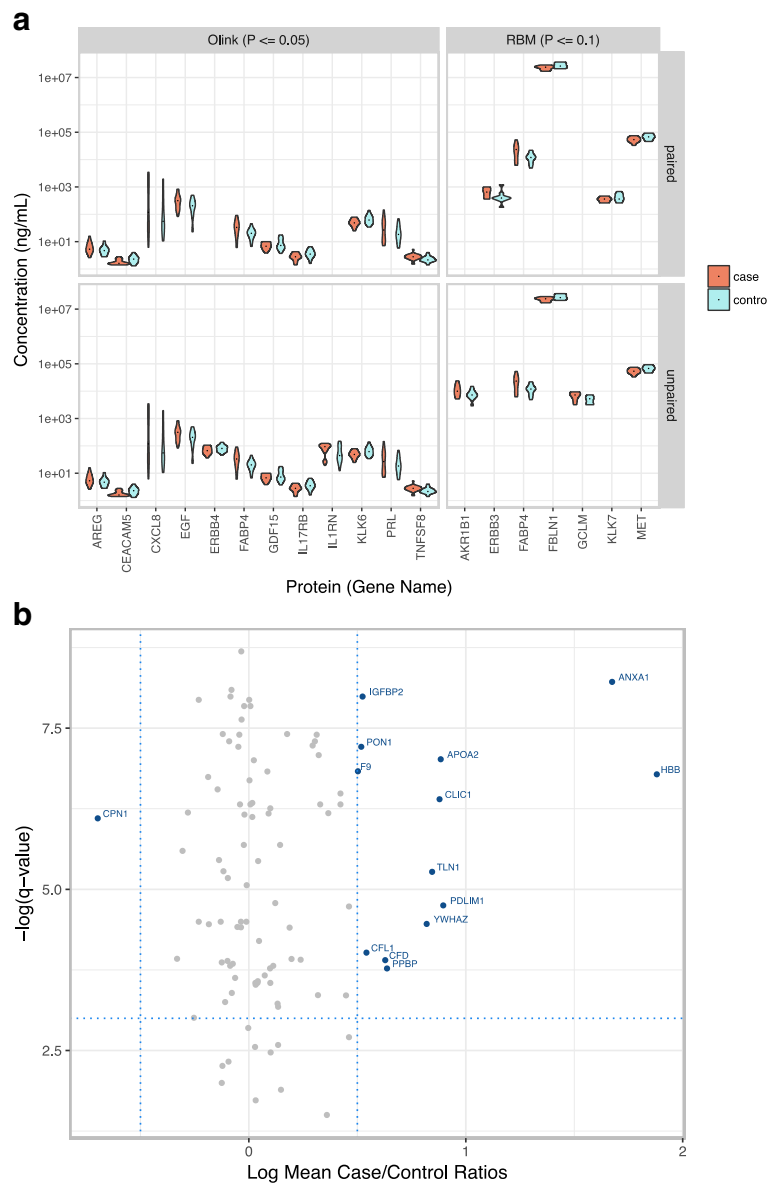 a
Olink (P <= 0.05)
RBM (P <= 0.1)
1e+07
1e+05
1e+03
1e+01
paired
1e+07
1e+05
1e+03
1e+01
unpaired
Concentration (ng/mL)
case
contro
AREG
CEACAM5
CXCL8
EGF
ERBB4
FABP4
GDF15
IL17RB
IL1RN
KLK6
PRL
TNFSF8
AKR1B1
ERBB3
FABP4
FBLN1
GCLM
KLK7
MET
Protein (Gene Name)
b
ANXA1
IGFBP2
PON1
APOA2
F9
HBB
CLIC1
CPN1
TLN1
PDLIM1
YWHAZ
CFL1
CFD
PPBP
7.5
5.0
2.5
−log(q−value)
0
1
2
Log Mean Case/Control Ratios